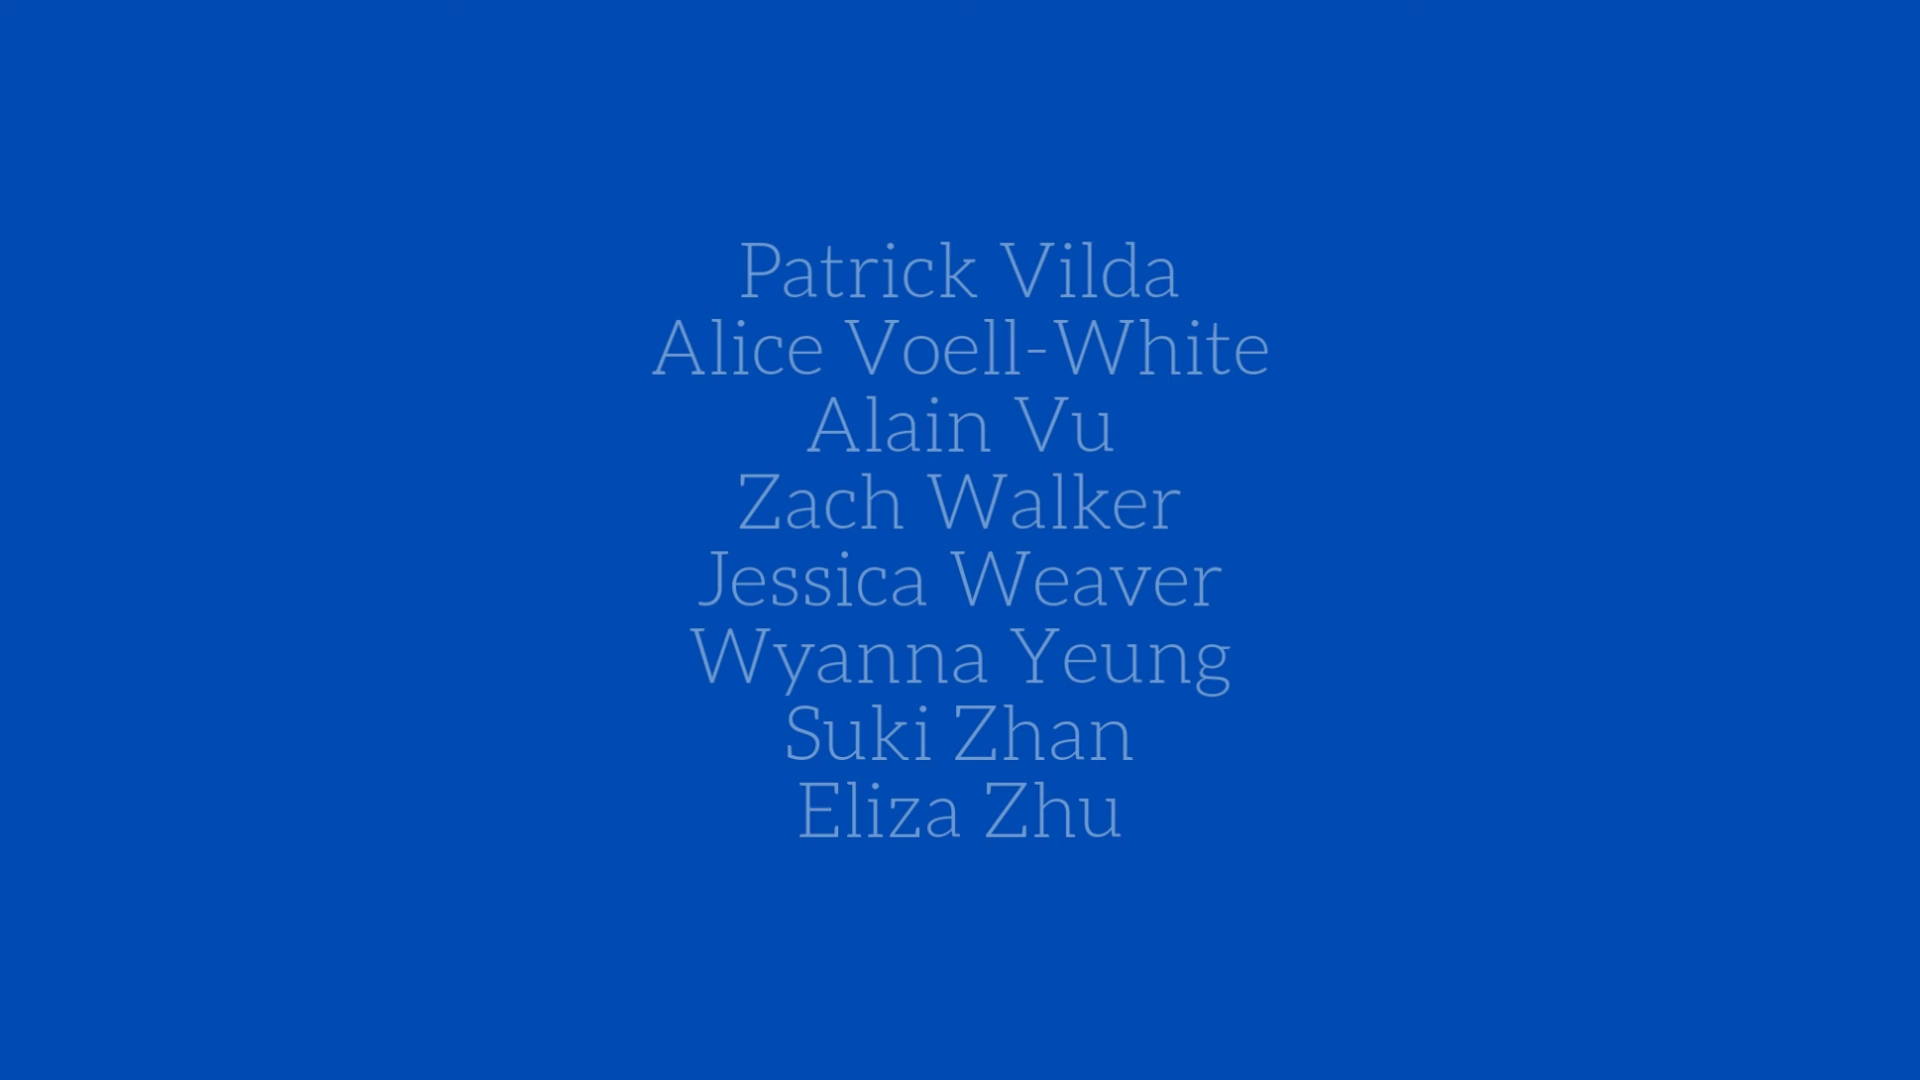 Patrick Vilda
Alice Voell-White
Alain Vu
Zach Walker
Jessica Weaver
Wyanna Yeung
Suki Zhan
Eliza Zhu